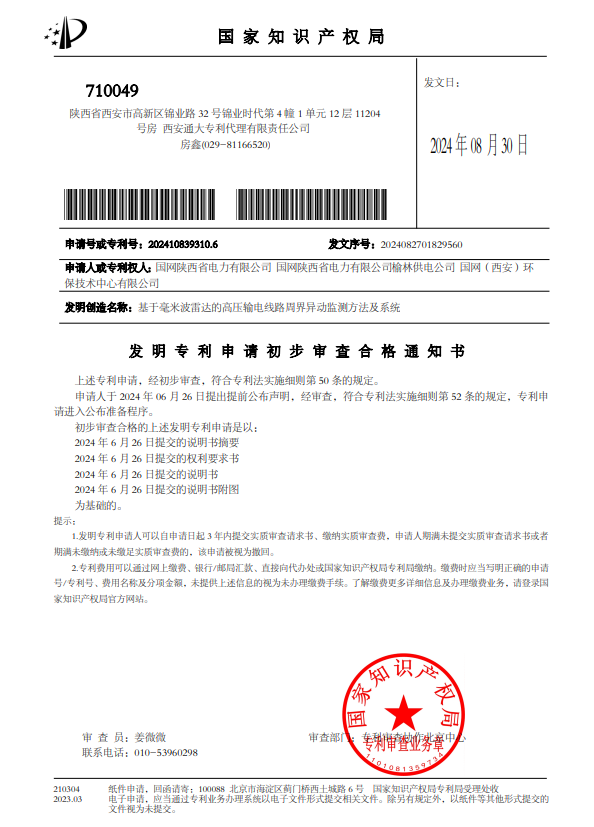 国家知识产权局
710049
发文日：
陕西省西安市高新区锦业路 32 号锦业时代第 4 幢 1 单元 12 层 11204
号房 西安通大专利代理有限责任公司
房鑫(029-81166520)
2024 年 08 月 30 日
申请号或专利号：202410839310.6
发文序号：2024082701829560
申请人或专利权人：国网陕西省电力有限公司 国网陕西省电力有限公司榆林供电公司 国网（西安）环
保技术中心有限公司
发明创造名称：基于毫米波雷达的高压输电线路周界异动监测方法及系统
发明专利申请初步审查合格通知书
上述专利申请，经初步审查，符合专利法实施细则第 50 条的规定。
申请人于 2024 年 06 月 26 日提出提前公布声明，经审查，符合专利法实施细则第 52 条的规定，专利申
请进入公布准备程序。
初步审查合格的上述发明专利申请是以：
2024 年 6 月 26 日提交的说明书摘要
2024 年 6 月 26 日提交的权利要求书
2024 年 6 月 26 日提交的说明书
2024 年 6 月 26 日提交的说明书附图
为基础的。
提示：
1.发明专利申请人可以自申请日起 3 年内提交实质审查请求书、缴纳实质审查费，申请人期满未提交实质审查请求书或者
期满未缴纳或未缴足实质审查费的，该申请被视为撤回。
2.专利费用可以通过网上缴费、银行/邮局汇款、直接向代办处或国家知识产权局专利局缴纳。缴费时应当写明正确的申请
号/专利号、费用名称及分项金额，未提供上述信息的视为未办理缴费手续。了解缴费更多详细信息及办理缴费业务，请登录国
家知识产权局官方网站。
国家知识产权局
专利审查业务章
1101081359734
审 查 员：姜微微
审查部门：专利审查协作北京中心
联系电话：010-53960298
210304
2023.03
纸件申请，回函请寄：100088 北京市海淀区蓟门桥西土城路 6 号 国家知识产权局专利局受理处收
电子申请，应当通过专利业务办理系统以电子文件形式提交相关文件。除另有规定外，以纸件等其他形式提交的
文件视为未提交。